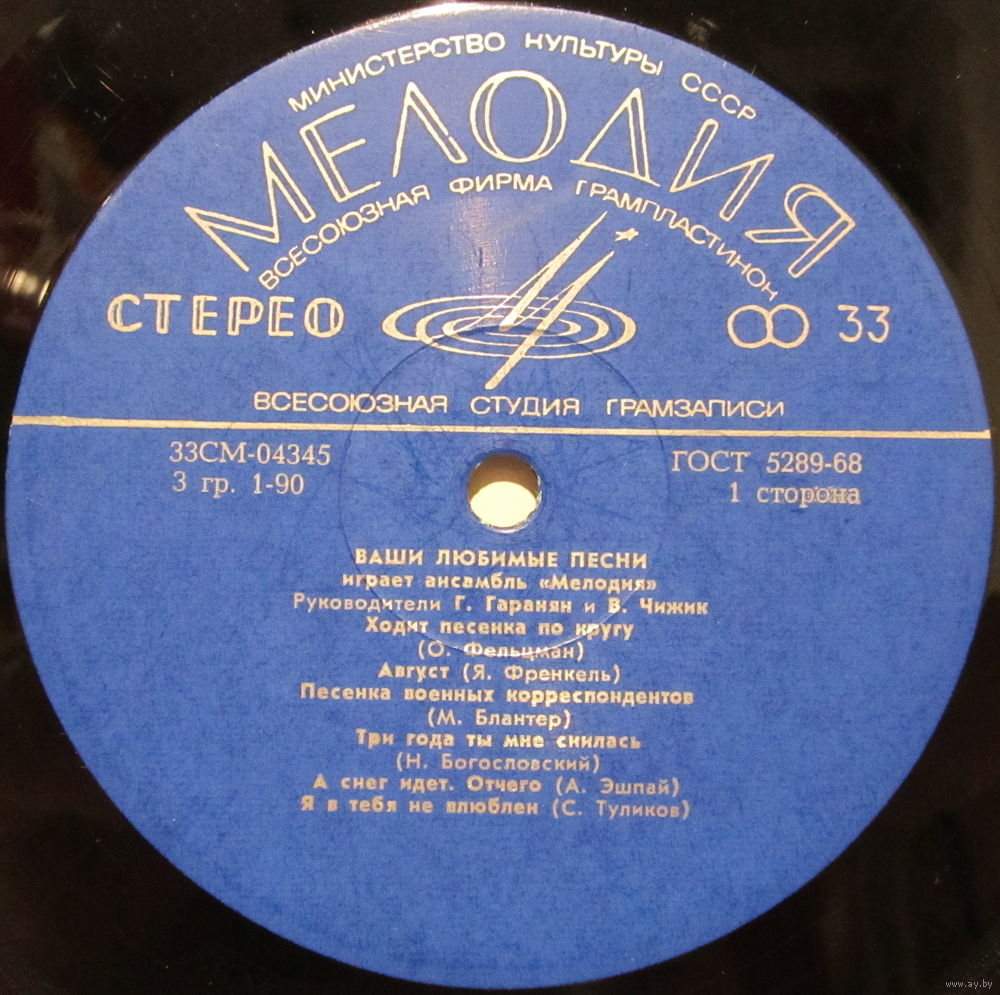 МИНИСТЕРСТВО КУЛЬТУРЫ СССР
МЕЛОДИЯ
ВСЕСОЮЗНАЯ ФИРМА ГРАМПЛАСТИНОК
СТЕРЕО
33
ВСЕСОЮЗНАЯ СТУДИЯ ГРАМЗАПИСИ
33СМ-04345
ГОСТ 5289-68
3 гр. 1-90
1 сторона
ВАШИ ЛЮБИМЫЕ ПЕСНИ
играет ансамбль «Мелодия»
Руководители Г. Гаранян и В. Чижик
Ходит песенка по кругу
(О. Фельцман)
Август (Я. Френкель)
Песенка военных корреспондентов
(М. Блантер)
Три года ты мне снилась
(Н. Богословский)
А снег идет. Отчего (А. Эшпай)
Я в тебя не влюблен (С. Туликов)
www.ay.by